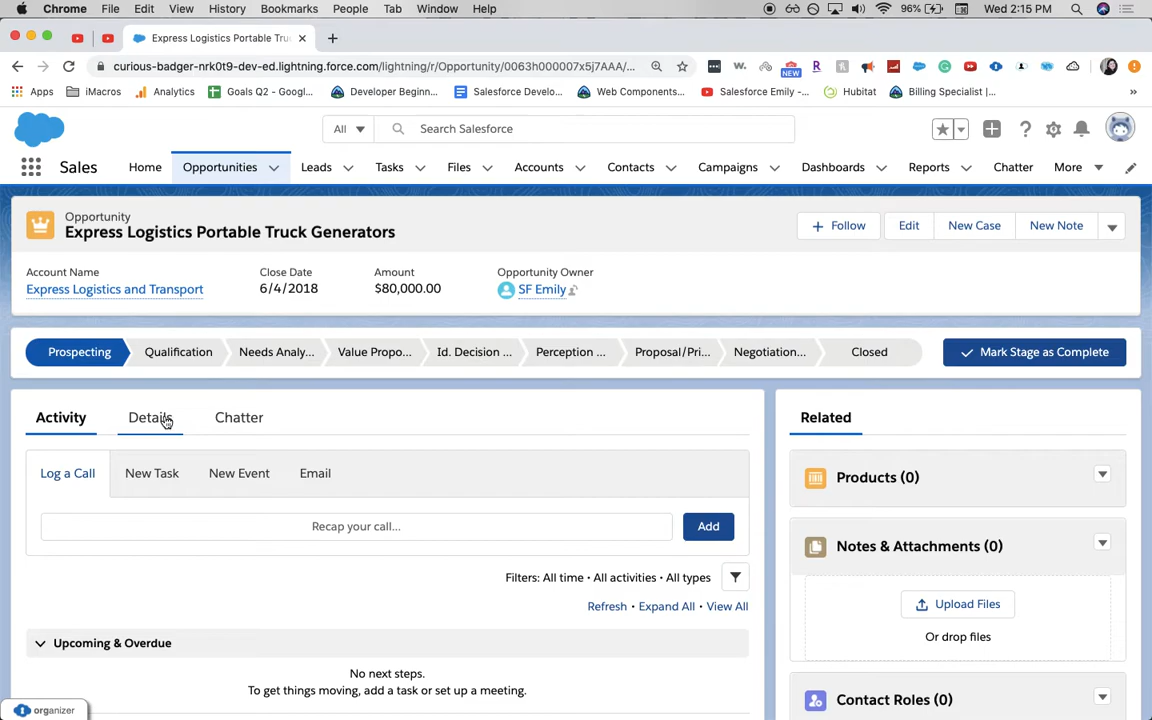 Chrome File Edit View History Bookmarks People Tab Window Help 96% Wed 2:15 PM
Express Logistics Portable Tru
curious-badger-nrk0t9-dev-ed.lightning.force.com/lightning/r/Opportunity/0063h000007x5j7AAA/...
NEW
Apps iMacros Analytics Goals Q2 - Googl... Developer Beginn... Salesforce Develo... Web Components... Salesforce Emily -... Hubitat Billing Specialist |... »
All Search Salesforce
Sales Home Opportunities Leads Tasks Files Accounts Contacts Campaigns Dashboards Reports Chatter More
Opportunity
Express Logistics Portable Truck Generators
+ Follow Edit New Case New Note
Account Name Close Date Amount Opportunity Owner
Express Logistics and Transport 6/4/2018 $80,000.00 SF Emily
Prospecting Qualification Needs Analy... Value Propo... Id. Decision ... Perception ... Proposal/Pri... Negotiation... Closed Mark Stage as Complete
Activity Details Chatter
Related
Log a Call New Task New Event Email
Products (0)
Recap your call... Add
Notes & Attachments (0)
Filters: All time • All activities • All types
Refresh • Expand All • View All
Upload Files
Or drop files
Upcoming & Overdue
No next steps.
To get things moving, add a task or set up a meeting.
Contact Roles (0)
organizer